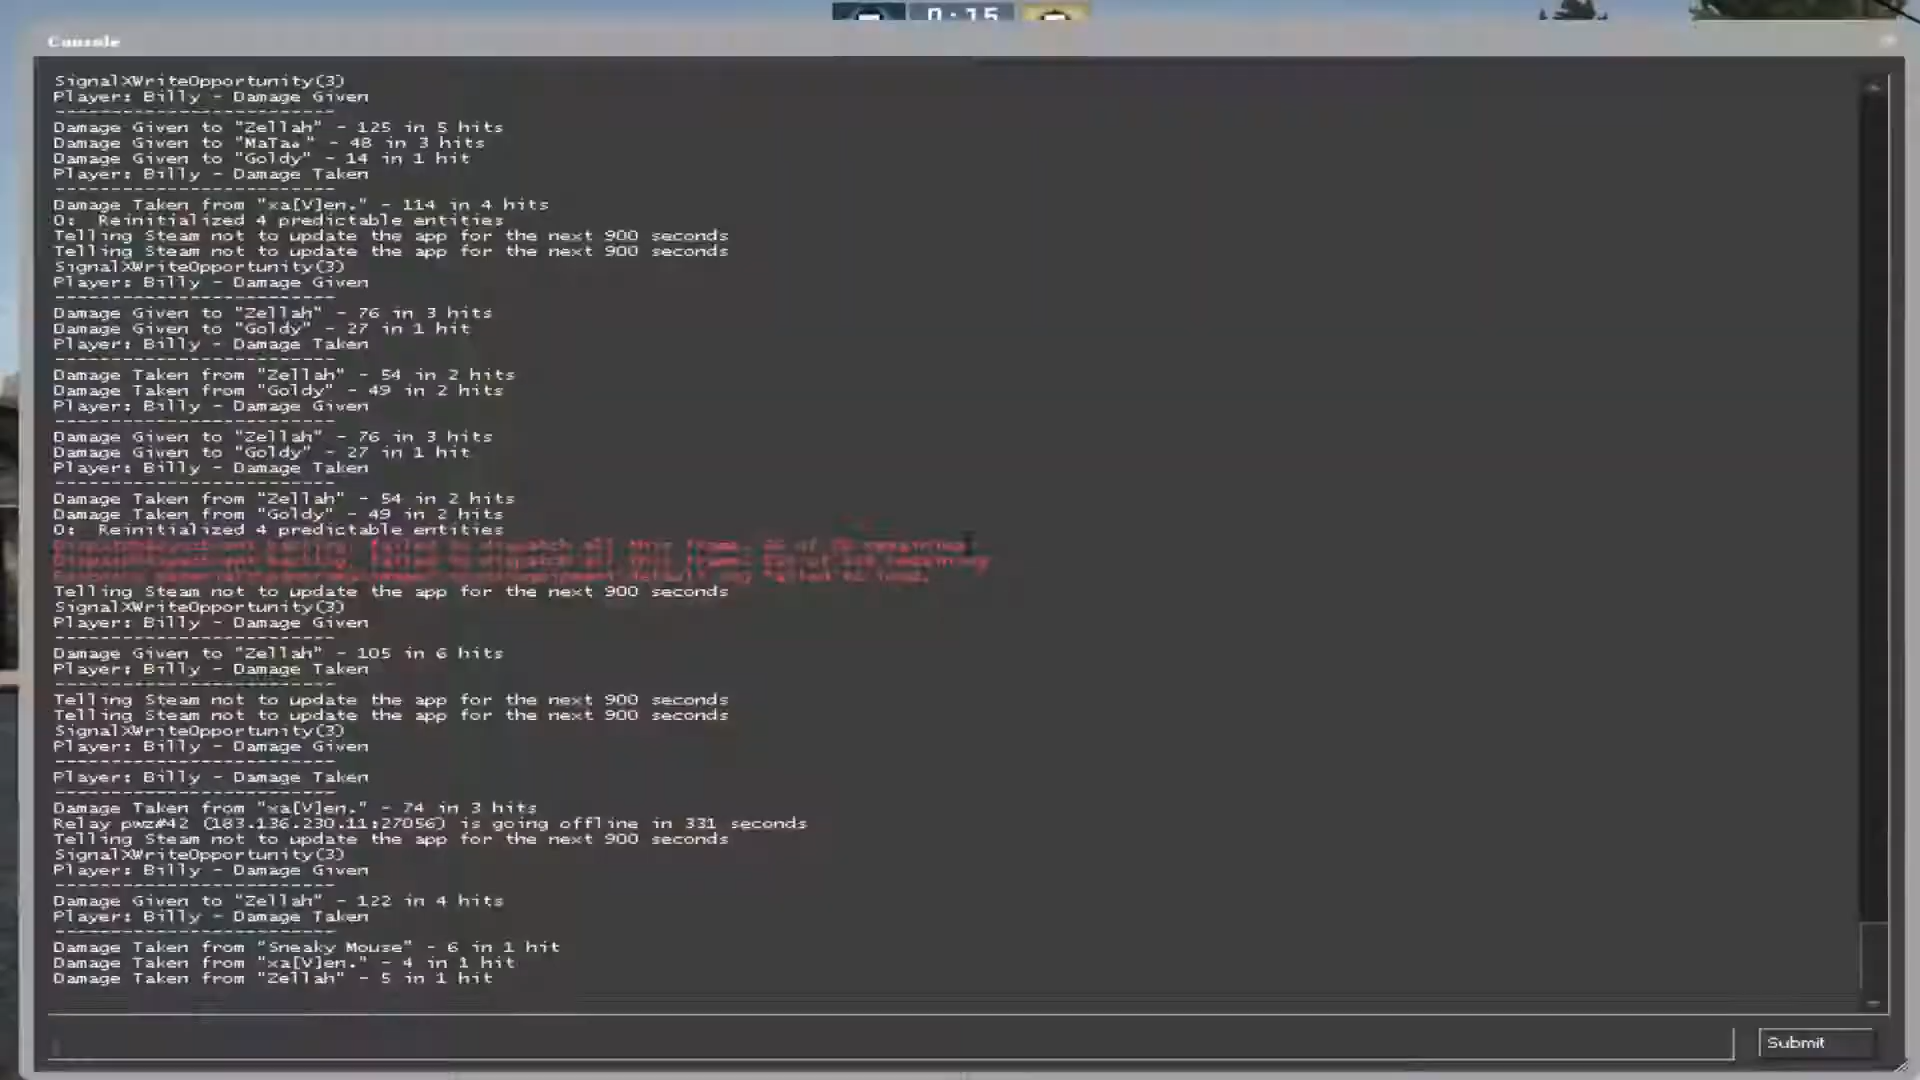 0:15
Console
SignalXWriteOpportunity(3)
Player: Billy - Damage Given
-------------------------
Damage Given to "Zellah" - 125 in 5 hits
Damage Given to - 48 in 3 hits
Damage Given to "Goldy" - 14 in 1 hit
Player: Billy - Damage Taken
-------------------------
Damage Taken from "xa[V]en." - 114 in 4 hits
0:  Reinitialized 4 predictable entities
Telling Steam not to update the app for the next 900 seconds
Telling Steam not to update the app for the next 900 seconds
SignalXWriteOpportunity(3)
Player: Billy - Damage Given
-------------------------
Damage Given to "Zellah" - 76 in 3 hits
Damage Given to "Goldy" - 27 in 1 hit
Player: Billy - Damage Taken
-------------------------
Damage Taken from "Zellah" - 54 in 2 hits
Damage Taken from "Goldy" - 49 in 2 hits
Player: Billy - Damage Given
-------------------------
Damage Given to "Zellah" - 76 in 3 hits
Damage Given to "Goldy" - 27 in 1 hit
Player: Billy - Damage Taken
-------------------------
Damage Taken from "Zellah" - 54 in 2 hits
Damage Taken from "Goldy" - 49 in 2 hits
0:  Reinitialized 4 predictable entities
Telling Steam not to update the app for the next 900 seconds
SignalXWriteOpportunity(3)
Player: Billy - Damage Given
-------------------------
Damage Given to "Zellah" - 105 in 6 hits
Player: Billy - Damage Taken
-------------------------
Telling Steam not to update the app for the next 900 seconds
Telling Steam not to update the app for the next 900 seconds
SignalXWriteOpportunity(3)
Player: Billy - Damage Given
-------------------------
Player: Billy - Damage Taken
-------------------------
Damage Taken from "xa[V]en." - 74 in 3 hits
Relay pwz#42 (183.136.230.11:27056) is going offline in 331 seconds
Telling Steam not to update the app for the next 900 seconds
SignalXWriteOpportunity(3)
Player: Billy - Damage Given
-------------------------
Damage Given to "Zellah" - 122 in 4 hits
Player: Billy - Damage Taken
-------------------------
Damage Taken from "Sneaky Mouse" - 6 in 1 hit
Damage Taken from "xa[V]en." - 4 in 1 hit
Damage Taken from "Zellah" - 5 in 1 hit
Submit